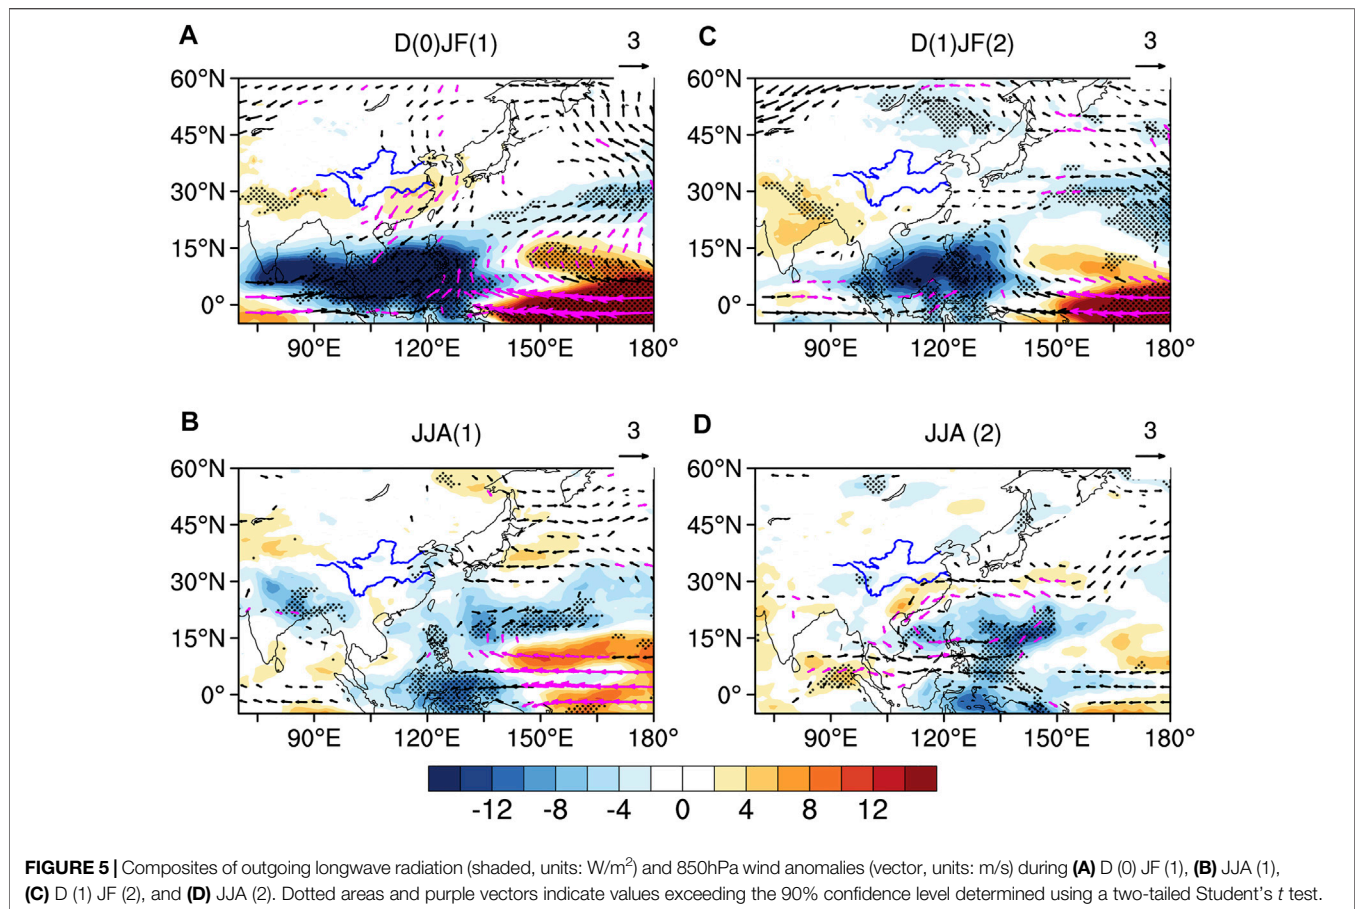 A D(0)JF(1) 3
60°N
45°N
30°N
15°N
0°
90°E 120°E 150°E 180°
C D(1)JF(2) 3
60°N
45°N
30°N
15°N
0°
90°E 120°E 150°E 180°
B JJA(1) 3
60°N
45°N
30°N
15°N
0°
90°E 120°E 150°E 180°
D JJA (2) 3
60°N
45°N
30°N
15°N
0°
90°E 120°E 150°E 180°
-12 -8 -4 0 4 8 12
FIGURE 5 | Composites of outgoing longwave radiation (shaded, units: W/m²) and 850hPa wind anomalies (vector, units: m/s) during (A) D (0) JF (1), (B) JJA (1),
(C) D (1) JF (2), and (D) JJA (2). Dotted areas and purple vectors indicate values exceeding the 90% confidence level determined using a two-tailed Student's t test.